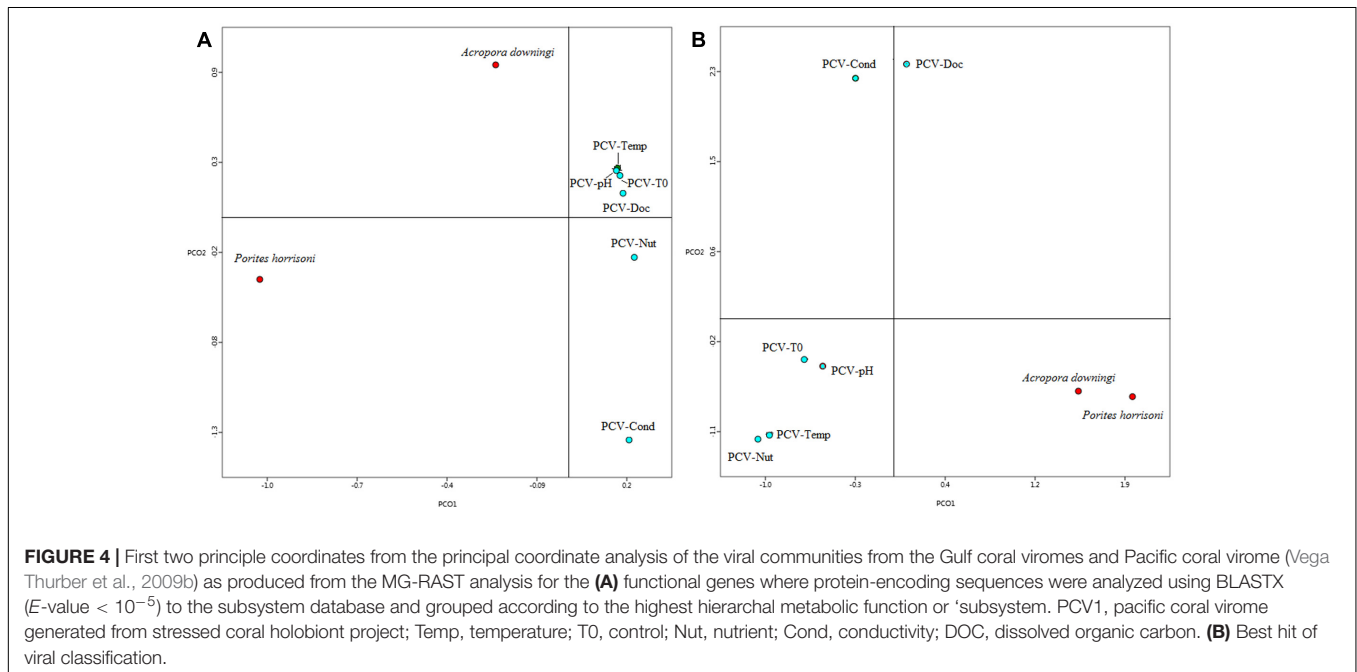 A
Acropora downingi
0.9
PCV-Temp
0.3
PCV-pH
PCV-T0
PCV-Doc
PCV-Nut
PCO2
-0.2
Porites horrisoni
-0.8
PCV-Cond
-1.3
-1.0
-0.7
-0.4
-0.09
0.2
PCO1
B
PCV-Cond
PCV-Doc
2.3
1.5
PCO2
0.6
-0.2
PCV-T0
PCV-pH
Acropora downingi
Porites horrisoni
-1.1
PCV-Temp
PCV-Nut
-1.0
-0.3
0.4
1.2
1.9
PCO1
FIGURE 4 | First two principle coordinates from the principal coordinate analysis of the viral communities from the Gulf coral viromes and Pacific coral virome (Vega
Thurber et al., 2009b) as produced from the MG-RAST analysis for the (A) functional genes where protein-encoding sequences were analyzed using BLASTX
(E-value < 10⁻⁵) to the subsystem database and grouped according to the highest hierarchal metabolic function or ‘subsystem. PCV1, pacific coral virome
generated from stressed coral holobiont project; Temp, temperature; T0, control; Nut, nutrient; Cond, conductivity; DOC, dissolved organic carbon. (B) Best hit of
viral classification.